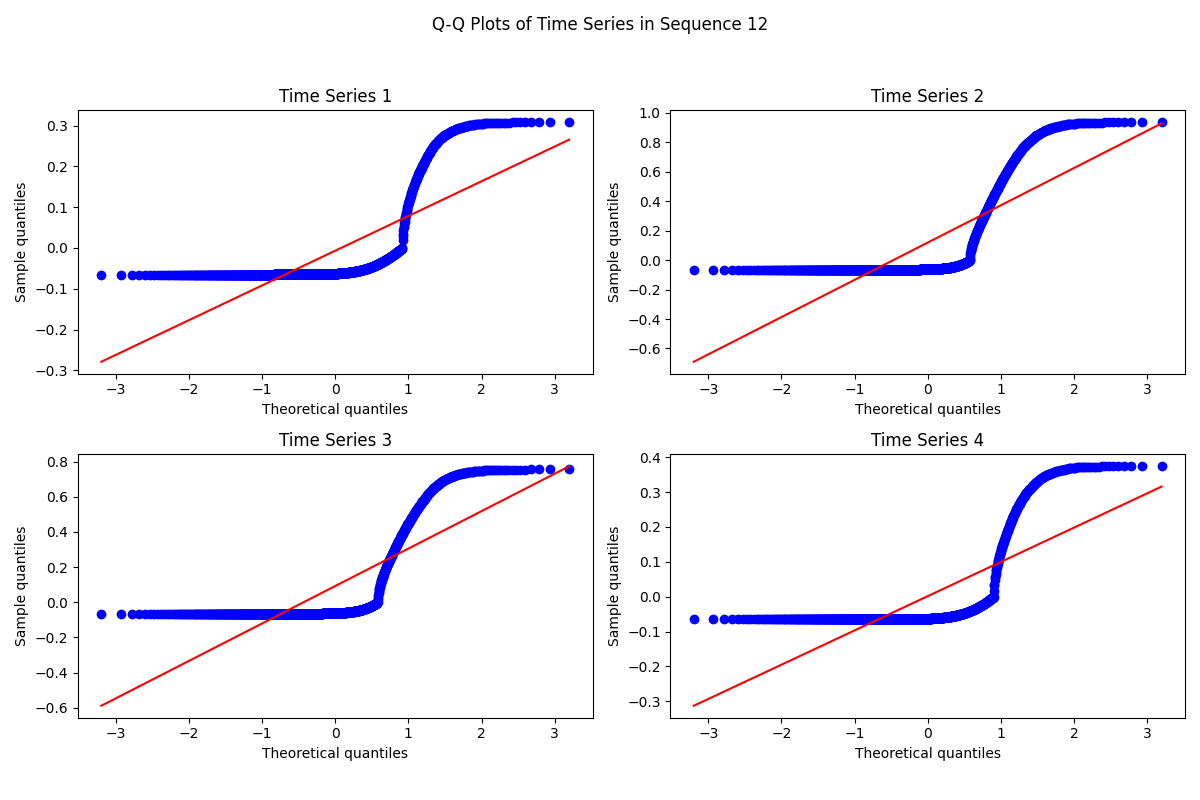 Q-Q Plots of Time Series in Sequence 12
Time Series 1
Sample quantiles
0.3
0.2
0.1
0.0
−0.1
−0.2
−0.3
−3 −2 −1 0 1 2 3
Theoretical quantiles
Time Series 2
Sample quantiles
1.0
0.8
0.6
0.4
0.2
0.0
−0.2
−0.4
−0.6
−3 −2 −1 0 1 2 3
Theoretical quantiles
Time Series 3
Sample quantiles
0.8
0.6
0.4
0.2
0.0
−0.2
−0.4
−0.6
−3 −2 −1 0 1 2 3
Theoretical quantiles
Time Series 4
Sample quantiles
0.4
0.3
0.2
0.1
0.0
−0.1
−0.2
−0.3
−3 −2 −1 0 1 2 3
Theoretical quantiles